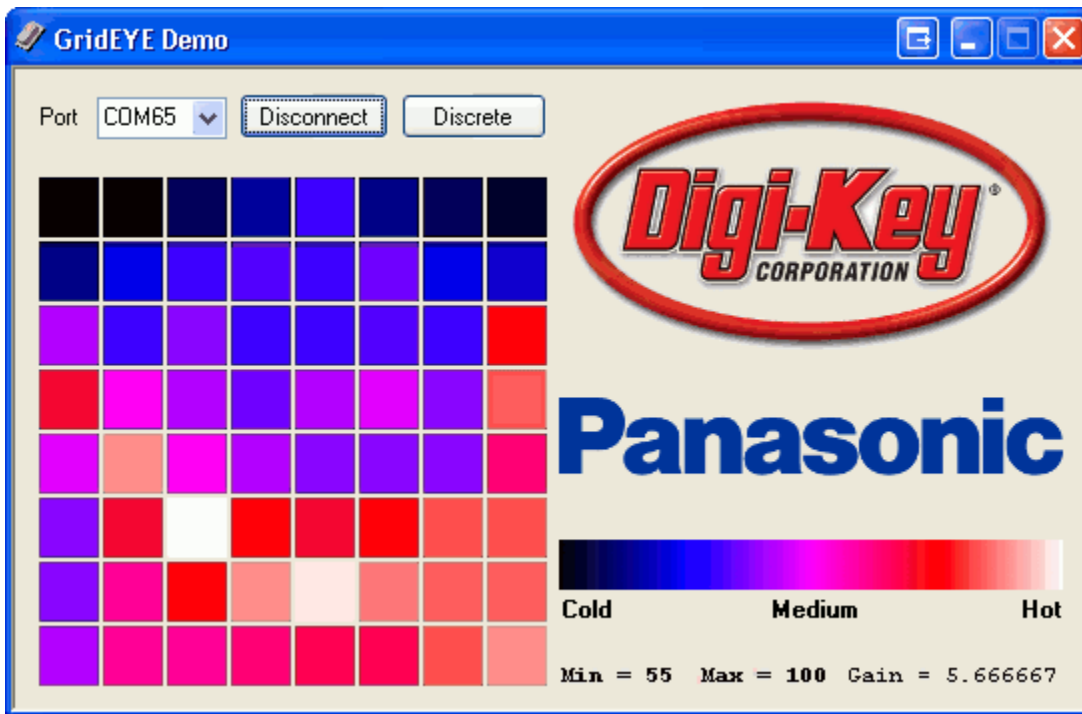 GridEYE Demo
Port COM65 Disconnect Discrete
Digi-Key®
CORPORATION
Panasonic
Cold Medium Hot
Min = 55 Max = 100 Gain = 5.666667